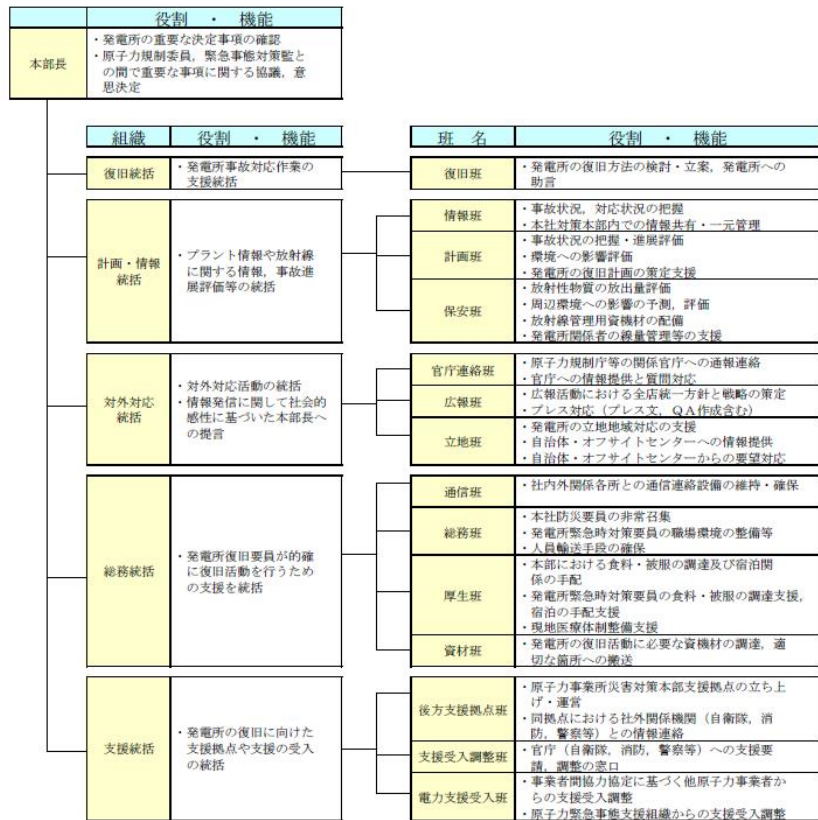 役割 ・ 機能
本部長
・発電所の重要な決定事項の確認
・原子力規制委員，緊急事態対策監と
の間で重要な事項に関する協議，意
思決定
組織
役割 ・ 機能
班 名
役割 ・ 機能
復旧統括
・発電所事故対応作業の
支援統括
復旧班
・発電所の復旧方法の検討・立案，発電所への
助言
計画・情報
統括
・プラント情報や放射線
に関する情報，事故進
展評価等の統括
情報班
・事故状況，対応状況の把握
・本社対策本部内での情報共有・一元管理
計画班
・事故状況の把握・進展評価
・環境への影響評価
・発電所の復旧計画の策定支援
保安班
・放射性物質の放出量評価
・周辺環境への影響の予測，評価
・放射線管理用資機材の配備
・発電所関係者の線量管理等の支援
対外対応
統括
・対外対応活動の統括
・情報発信に関して社会的
感性に基づいた本部長へ
の提言
官庁連絡班
・原子力規制庁等の関係官庁への通報連絡
・官庁への情報提供と質問対応
広報班
・広報活動における全店統一方針と戦略の策定
・プレス対応（プレス文，ＱＡ作成含む）
立地班
・発電所の立地地域対応の支援
・自治体・オフサイトセンターへの情報提供
・自治体・オフサイトセンターからの要望対応
総務統括
・発電所復旧要員が的確
に復旧活動を行うため
の支援を統括
通信班
・社内外関係各所との通信連絡設備の維持・確保
総務班
・本社防災要員の非常召集
・発電所緊急時対策要員の職場環境の整備等
・人員輸送手段の確保
厚生班
・本部における食料・被服の調達及び宿泊関
係の手配
・発電所緊急時対策要員の食料・被服の調達支援，
宿泊の手配支援
・現地医療体制整備支援
資材班
・発電所の復旧活動に必要な資機材の調達，適
切な箇所への搬送
支援統括
・発電所の復旧に向けた
支援拠点や支援の受入
の統括
後方支援拠点班
・原子力事業所災害対策本部支援拠点の立ち上
げ・運営
・同拠点における社外関係機関（自衛隊，消
防，警察等）との情報連絡
支援受入調整班
・官庁（自衛隊，消防，警察等）への支援要
請，調整の窓口
電力支援受入班
・事業者間協力協定に基づく他原子力事業者か
らの支援受入調整
・原子力緊急事態支援組織からの支援受入調整